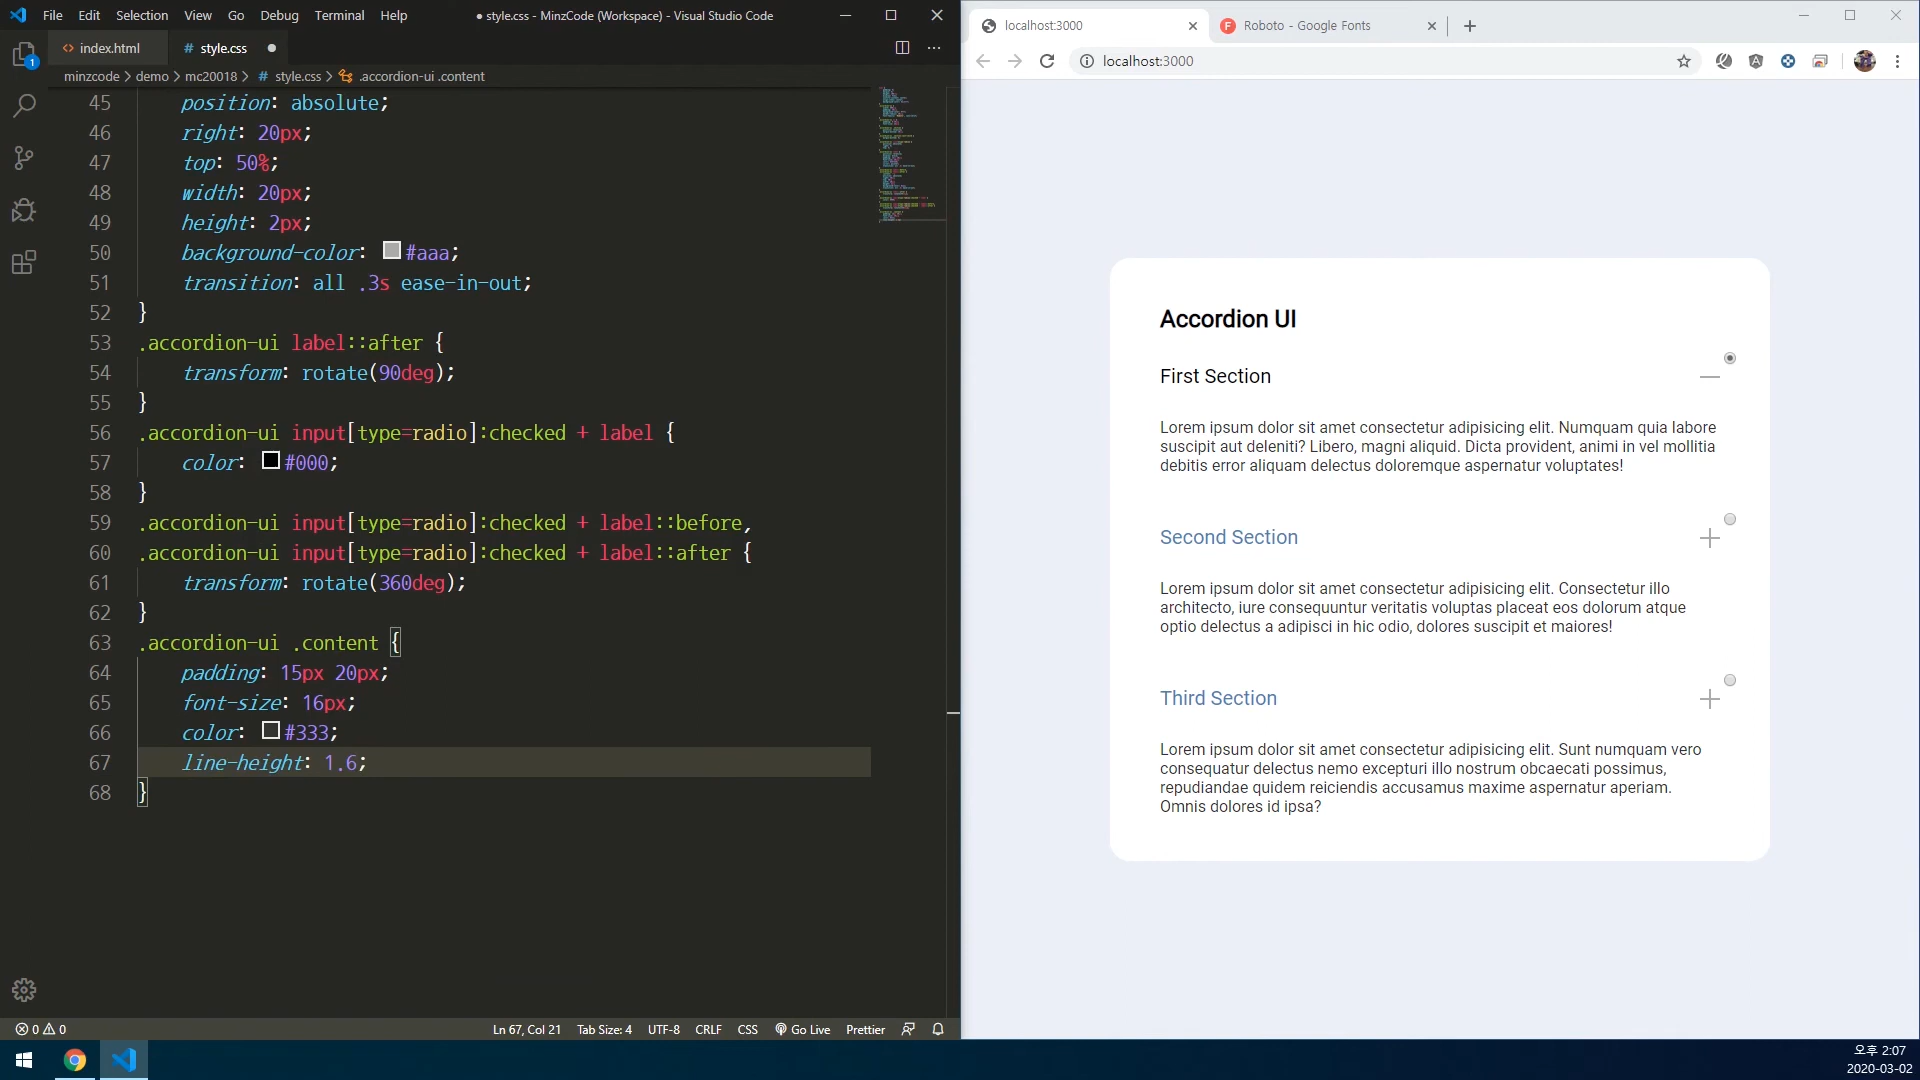 File Edit Selection View Go Debug Terminal Help
● style.css - MinzCode (Workspace) - Visual Studio Code
<> index.html
# style.css ●
minzcode > demo > mc20018 > # style.css > .accordion-ui .content
45 position: absolute;
46 right: 20px;
47 top: 50%;
48 width: 20px;
49 height: 2px;
50 background-color: #aaa;
51 transition: all .3s ease-in-out;
52 }
53 .accordion-ui label::after {
54 transform: rotate(90deg);
55 }
56 .accordion-ui input[type=radio]:checked + label {
57 color: #000;
58 }
59 .accordion-ui input[type=radio]:checked + label::before,
60 .accordion-ui input[type=radio]:checked + label::after {
61 transform: rotate(360deg);
62 }
63 .accordion-ui .content {
64 padding: 15px 20px;
65 font-size: 16px;
66 color: #333;
67 line-height: 1.6;
68 }
1
0 0
Ln 67, Col 21 Tab Size: 4 UTF-8 CRLF CSS Go Live Prettier
localhost:3000
Roboto - Google Fonts
localhost:3000
Accordion UI
First Section
Lorem ipsum dolor sit amet consectetur adipisicing elit. Numquam quia labore
suscipit aut deleniti? Libero, magni aliquid. Dicta provident, animi in vel mollitia
debitis error aliquam delectus doloremque aspernatur voluptates!
Second Section
Lorem ipsum dolor sit amet consectetur adipisicing elit. Consectetur illo
architecto, iure consequuntur veritatis voluptas placeat eos dolorum atque
optio delectus a adipisci in hic odio, dolores suscipit et maiores!
Third Section
Lorem ipsum dolor sit amet consectetur adipisicing elit. Sunt numquam vero
consequatur delectus nemo excepturi illo nostrum obcaecati possimus,
repudiandae quidem reiciendis accusamus maxime aspernatur aperiam.
Omnis dolores id ipsa?
오후 2:07
2020-03-02